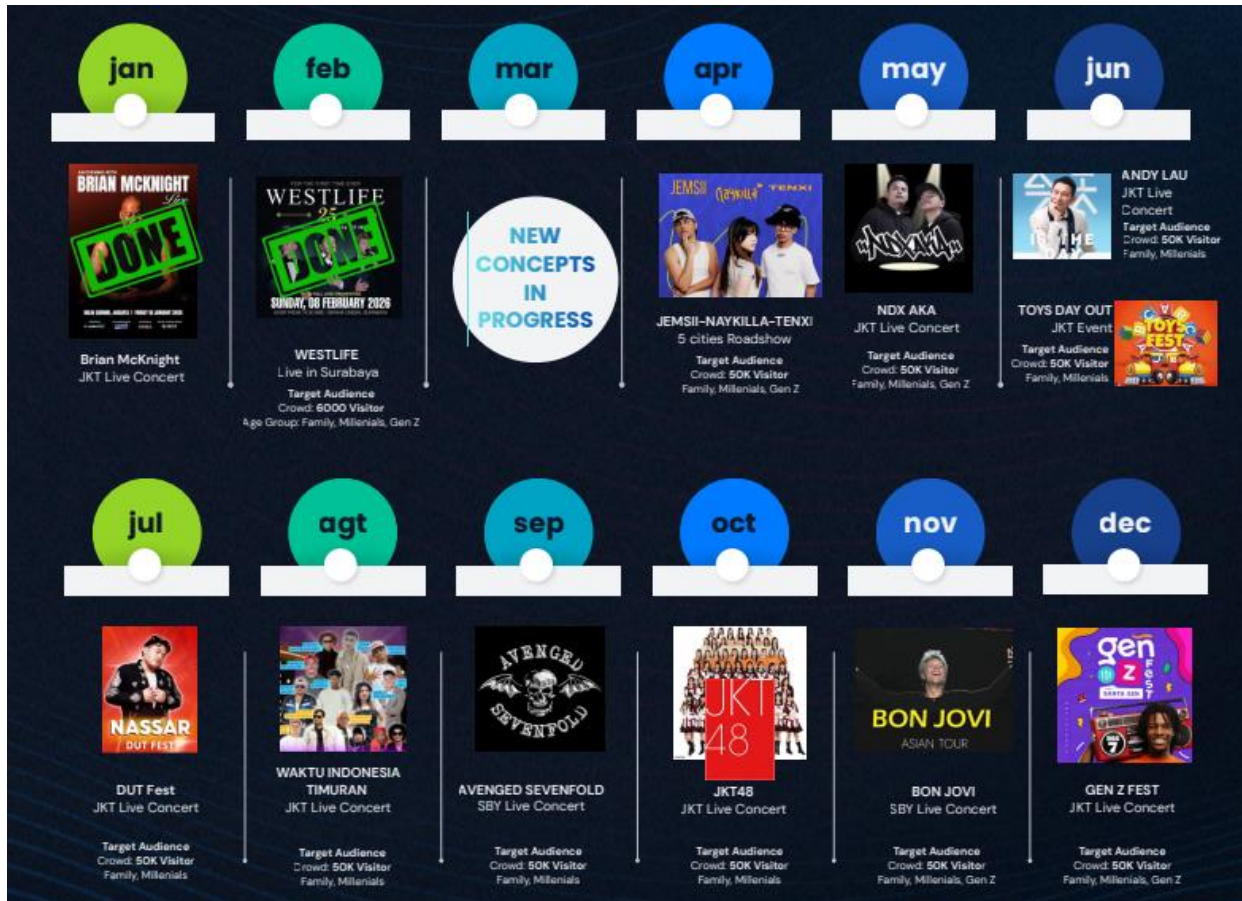 jan
feb
mar
apr
may
jun
BRIAN McKNIGHT
Live
DONE
Brian McKnight
JKT Live Concert
WESTLIFE
25
DONE
SUNDAY, 08 FEBRUARY 2026
WESTLIFE
Live in Surabaya
Target Audience
Crowd: 6000 Visitor
Age Group: Family, Millenials, Gen Z
NEW
CONCEPTS
IN
PROGRESS
JEMSII
naykilla
TENXI
JEMSII-NAYKILLA-TENXI
5 cities Roadshow
Target Audience
Crowd: 50K Visitor
Family, Millenials, Gen Z
NDXAKA
NDX AKA
JKT Live Concert
Target Audience
Crowd: 50K Visitor
Family, Millenials, Gen Z
IS THE
ANDY LAU
JKT Live
Concert
Target Audience
Crowd: 50K Visitor
Family, Millenials
TOYS DAY OUT
JKT Event
Target Audience
Crowd: 50K Visitor
Family, Millenials
TOYS
FEST
jul
agt
sep
oct
nov
dec
NASSAR
DUT FEST
DUT Fest
JKT Live Concert
Target Audience
Crowd: 50K Visitor
Family, Millenials
WAKTU INDONESIA
TIMURAN
JKT Live Concert
Target Audience
Crowd: 50K Visitor
Family, Millenials
AVENGED
SEVENFOLD
AVENGED SEVENFOLD
SBY Live Concert
Target Audience
Crowd: 50K Visitor
Family, Millenials
JKT
48
JKT48
JKT Live Concert
Target Audience
Crowd: 50K Visitor
Family, Millenials
BON JOVI
ASIAN TOUR
BON JOVI
SBY Live Concert
Target Audience
Crowd: 50K Visitor
Family, Millenials, Gen Z
gen
Z
FEST
DEC
7
GEN Z FEST
JKT Live Concert
Target Audience
Crowd: 50K Visitor
Family, Millenials, Gen Z